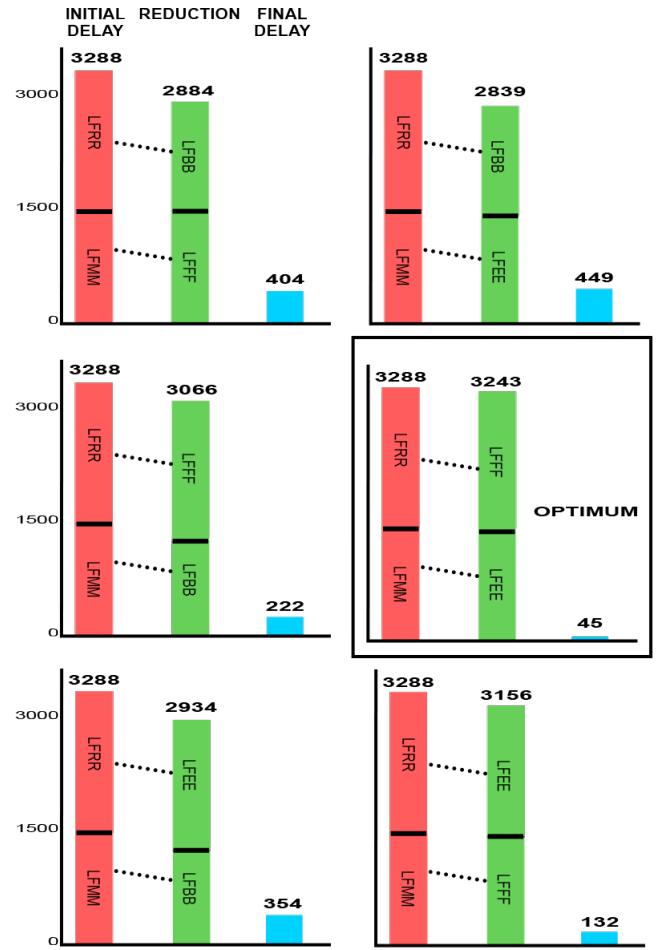 INITIAL DELAY
REDUCTION
FINAL DELAY
3288
2884
404
3000
1500
0
LFRR
LFMM
LFBB
LFFF
3288
2839
449
LFRR
LFMM
LFBB
LFEE
3288
3066
222
3000
1500
0
LFRR
LFMM
LFFF
LFBB
3288
3243
OPTIMUM
45
LFRR
LFMM
LFFF
LFEE
3288
2934
354
3000
1500
0
LFRR
LFMM
LFEE
LFBB
3288
3156
132
LFRR
LFMM
LFEE
LFFF